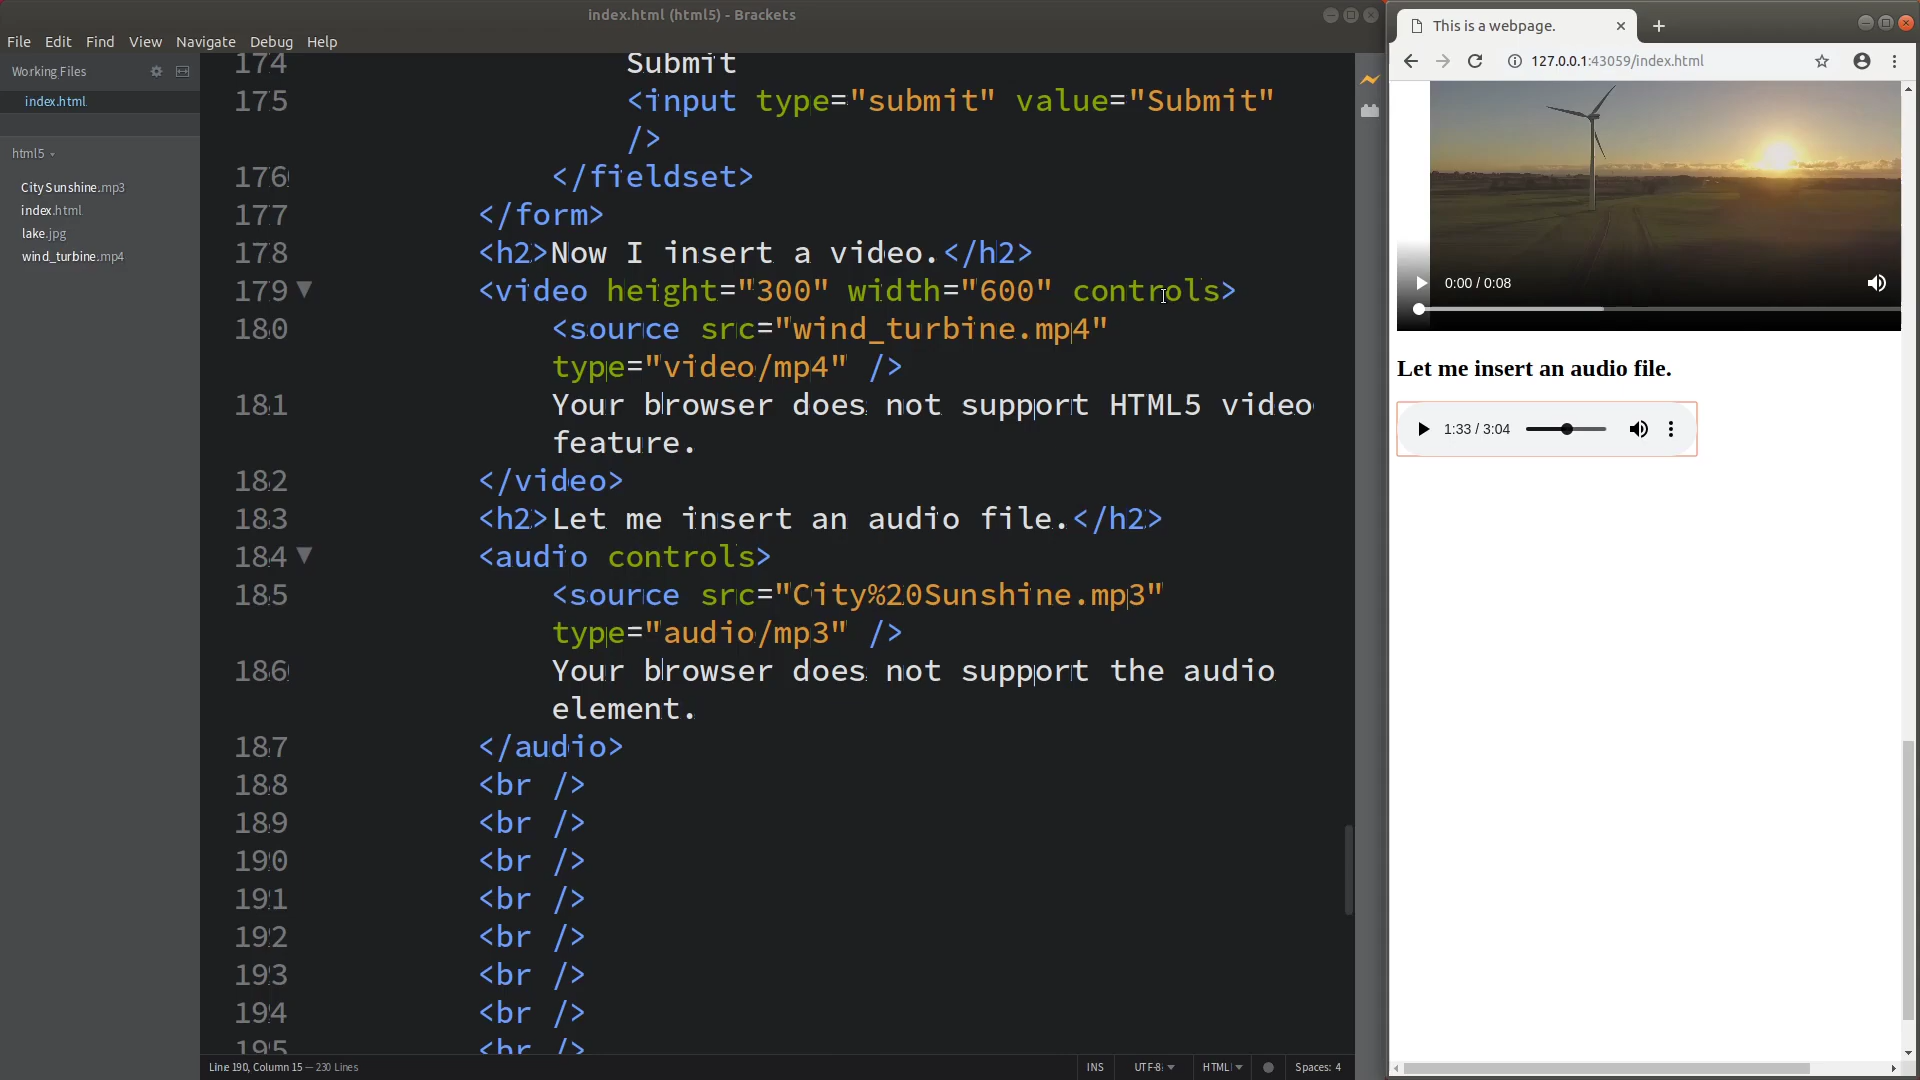 index.html (html5) - Brackets
File Edit Find View Navigate Debug Help
Working Files
index.html
html5
City Sunshine.mp3
index.html
lake.jpg
wind_turbine.mp4
174 Submit
175 <input type="submit" value="Submit"
/>
176 </fieldset>
177 </form>
178 <h2>Now I insert a video.</h2>
179 <video height="300" width="600" controls>
180 <source src="wind_turbine.mp4"
type="video/mp4" />
181 Your browser does not support HTML5 video
feature.
182 </video>
183 <h2>Let me insert an audio file.</h2>
184 <audio controls>
185 <source src="City%20Sunshine.mp3"
type="audio/mp3" />
186 Your browser does not support the audio
element.
187 </audio>
188 <br />
189 <br />
190 <br />
191 <br />
192 <br />
193 <br />
194 <br />
195 <br />
Line 190, Column 15 — 230 Lines
INS UTF-8 HTML Spaces: 4
This is a webpage.
127.0.0.1:43059/index.html
0:00 / 0:08
Let me insert an audio file.
1:33 / 3:04